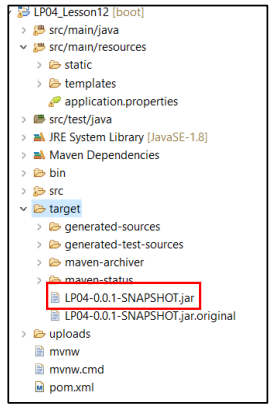 LP04_Lesson12 [boot]
src/main/java
src/main/resources
static
templates
application.properties
src/test/java
JRE System Library [JavaSE-1.8]
Maven Dependencies
bin
src
target
generated-sources
generated-test-sources
maven-archiver
maven-status
LP04-0.0.1-SNAPSHOT.jar
LP04-0.0.1-SNAPSHOT.jar.original
uploads
mvnw
mvnw.cmd
pom.xml